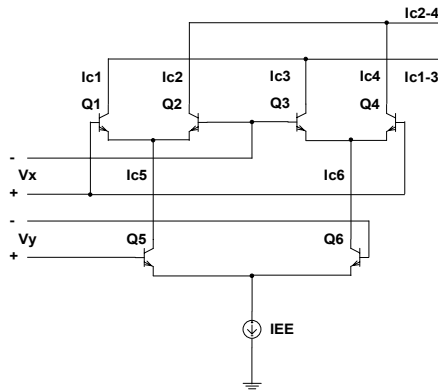 Ic2-4
Ic1 Ic2 Ic3 Ic4 Ic1-3
Q1 Q2 Q3 Q4
-
Vx Ic5 Ic6
+
-
Vy Q5 Q6
+
IEE